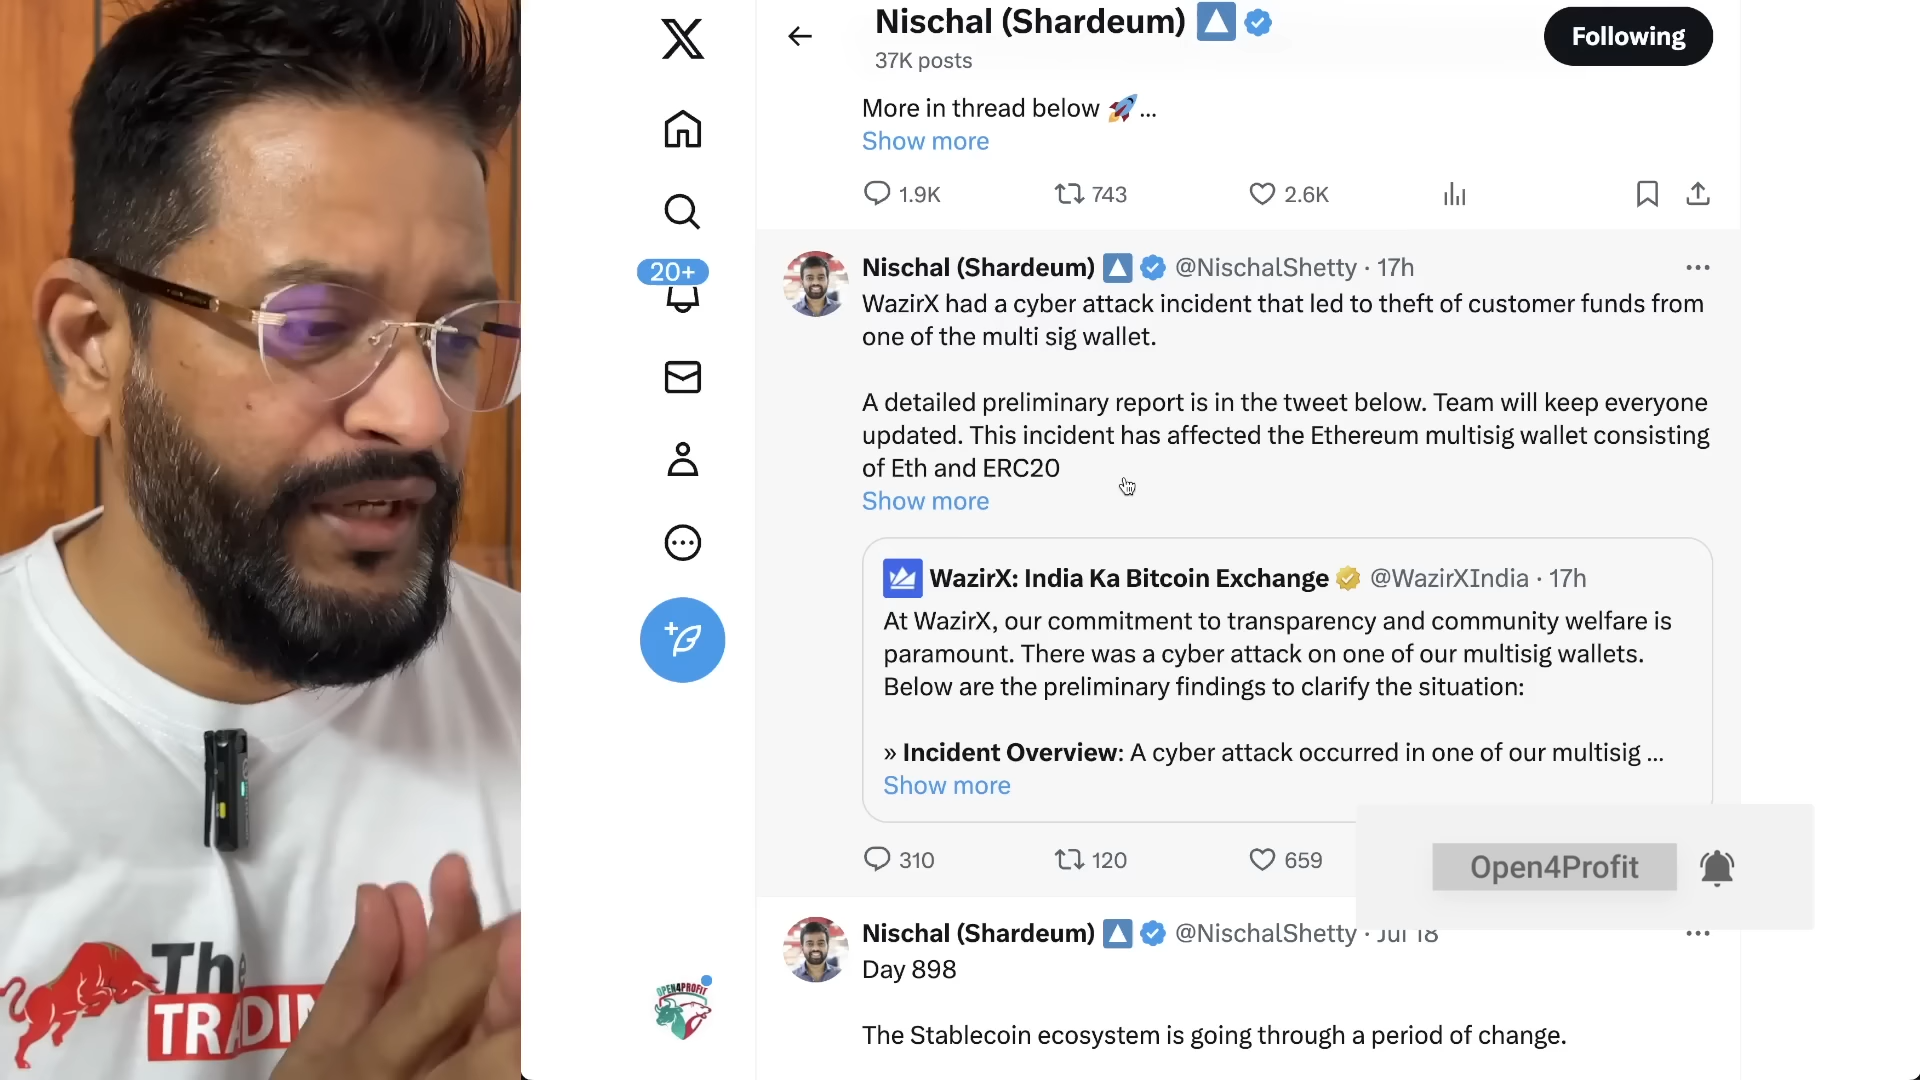 Nischal (Shardeum)
37K posts
Following
More in thread below 🚀...
Show more
1.9K 743 2.6K
20+
Nischal (Shardeum) @NischalShetty · 17h
WazirX had a cyber attack incident that led to theft of customer funds from
one of the multi sig wallet.
A detailed preliminary report is in the tweet below. Team will keep everyone
updated. This incident has affected the Ethereum multisig wallet consisting
of Eth and ERC20
Show more
WazirX: India Ka Bitcoin Exchange @WazirXIndia · 17h
At WazirX, our commitment to transparency and community welfare is
paramount. There was a cyber attack on one of our multisig wallets.
Below are the preliminary findings to clarify the situation:
» Incident Overview: A cyber attack occurred in one of our multisig ...
Show more
310 120 659
Open4Profit
Nischal (Shardeum) @NischalShetty · Jul 18
Day 898
The Stablecoin ecosystem is going through a period of change.
OPEN4PROFIT